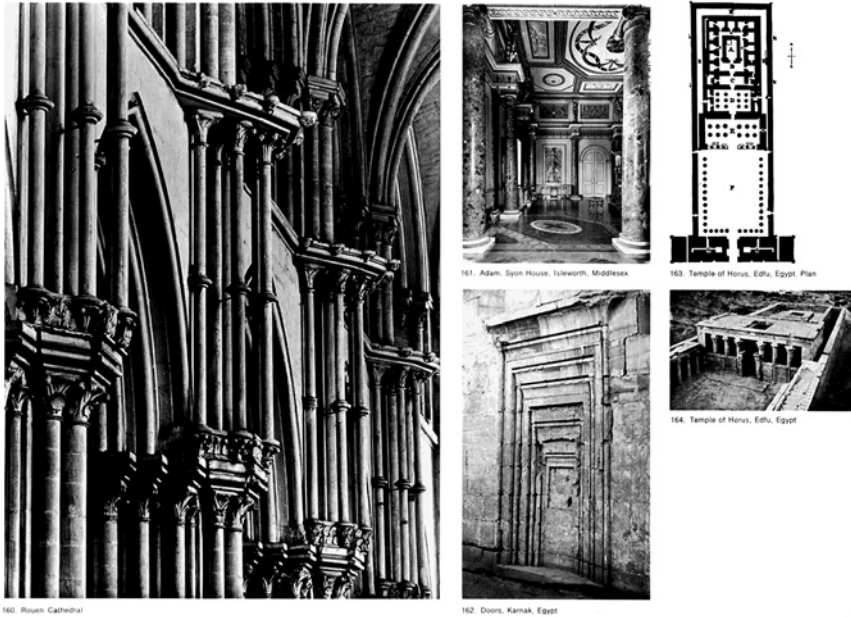 160. Rouen Cathedral
161. Adam. Syon House, Isleworth, Middlesex
162. Doors, Karnak, Egypt
163. Temple of Horus, Edfu, Egypt. Plan
164. Temple of Horus, Edfu, Egypt